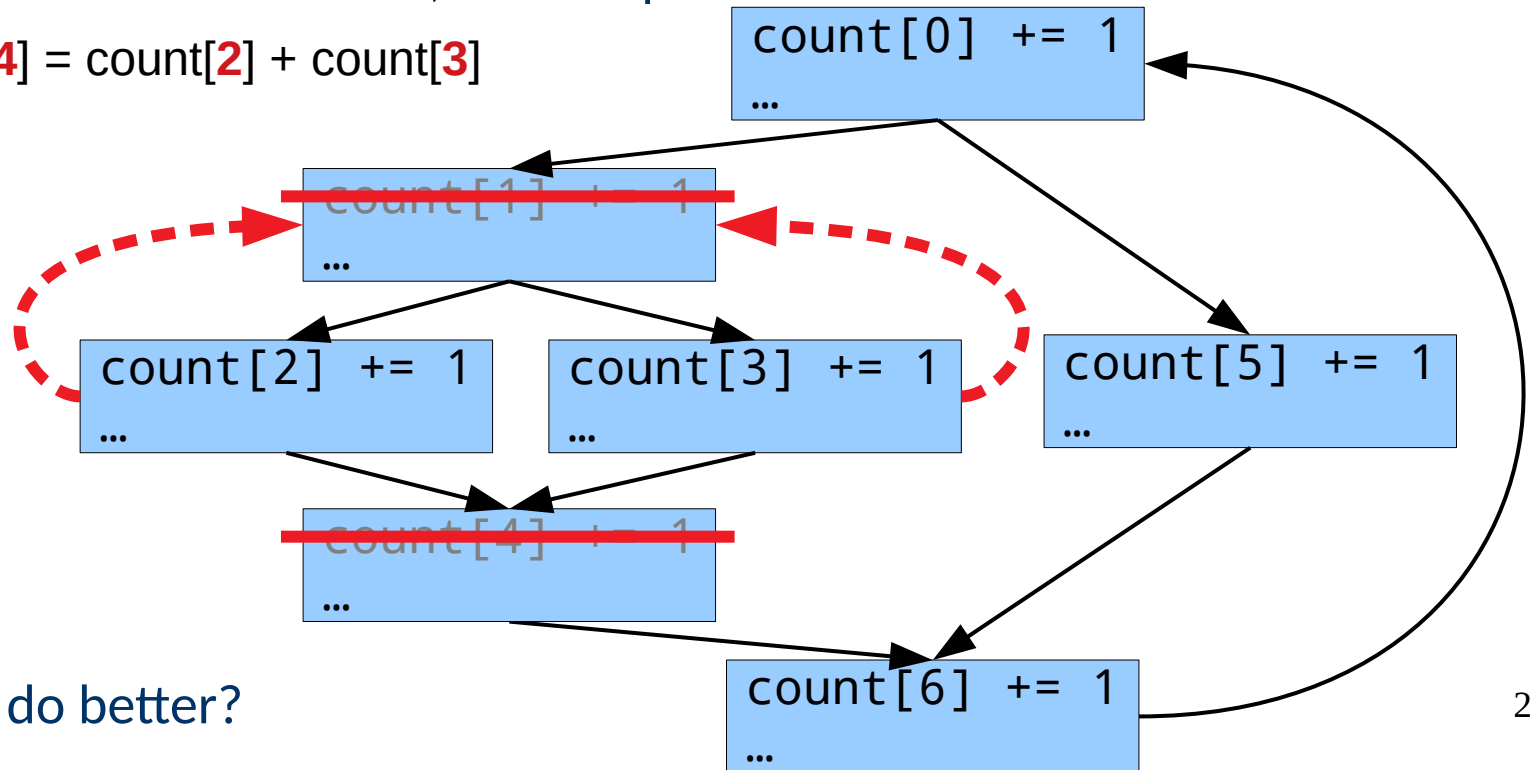 count[0] += 1
...
4] = count[2] + count[3]
count[1] += 1
...
count[2] += 1
...
count[3] += 1
...
count[5] += 1
...
count[4] += 1
...
do better?
count[6] += 1
...
2